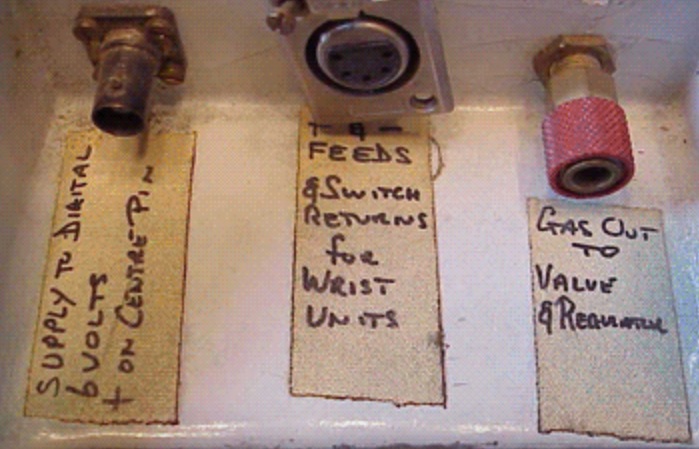 SUPPLY TO DIGITAL
6 VOLTS
+ ON CENTRE PIN
+ & -
FEEDS
& SWITCH
RETURNS
for
WRIST
UNITS
GAS OUT
TO
VALVE
& REGULATOR